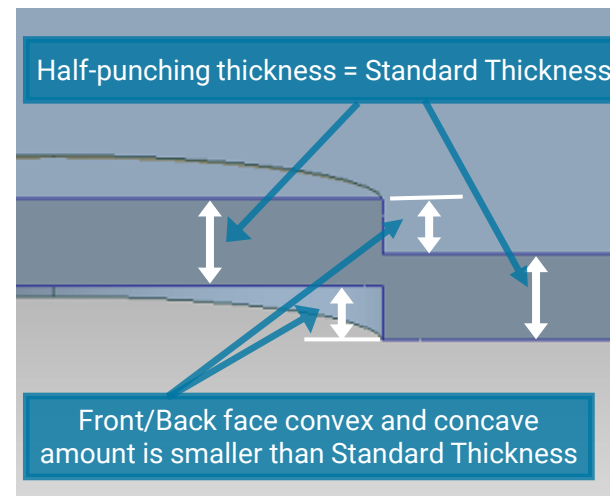 Half-punching thickness = Standard Thickness
Front/Back face convex and concave
amount is smaller than Standard Thickness